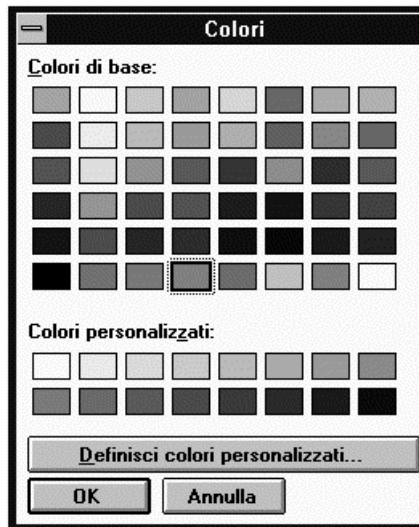 Colori
Colori di base:
Colori personalizzati:
Definisci colori personalizzati...
OK
Annulla